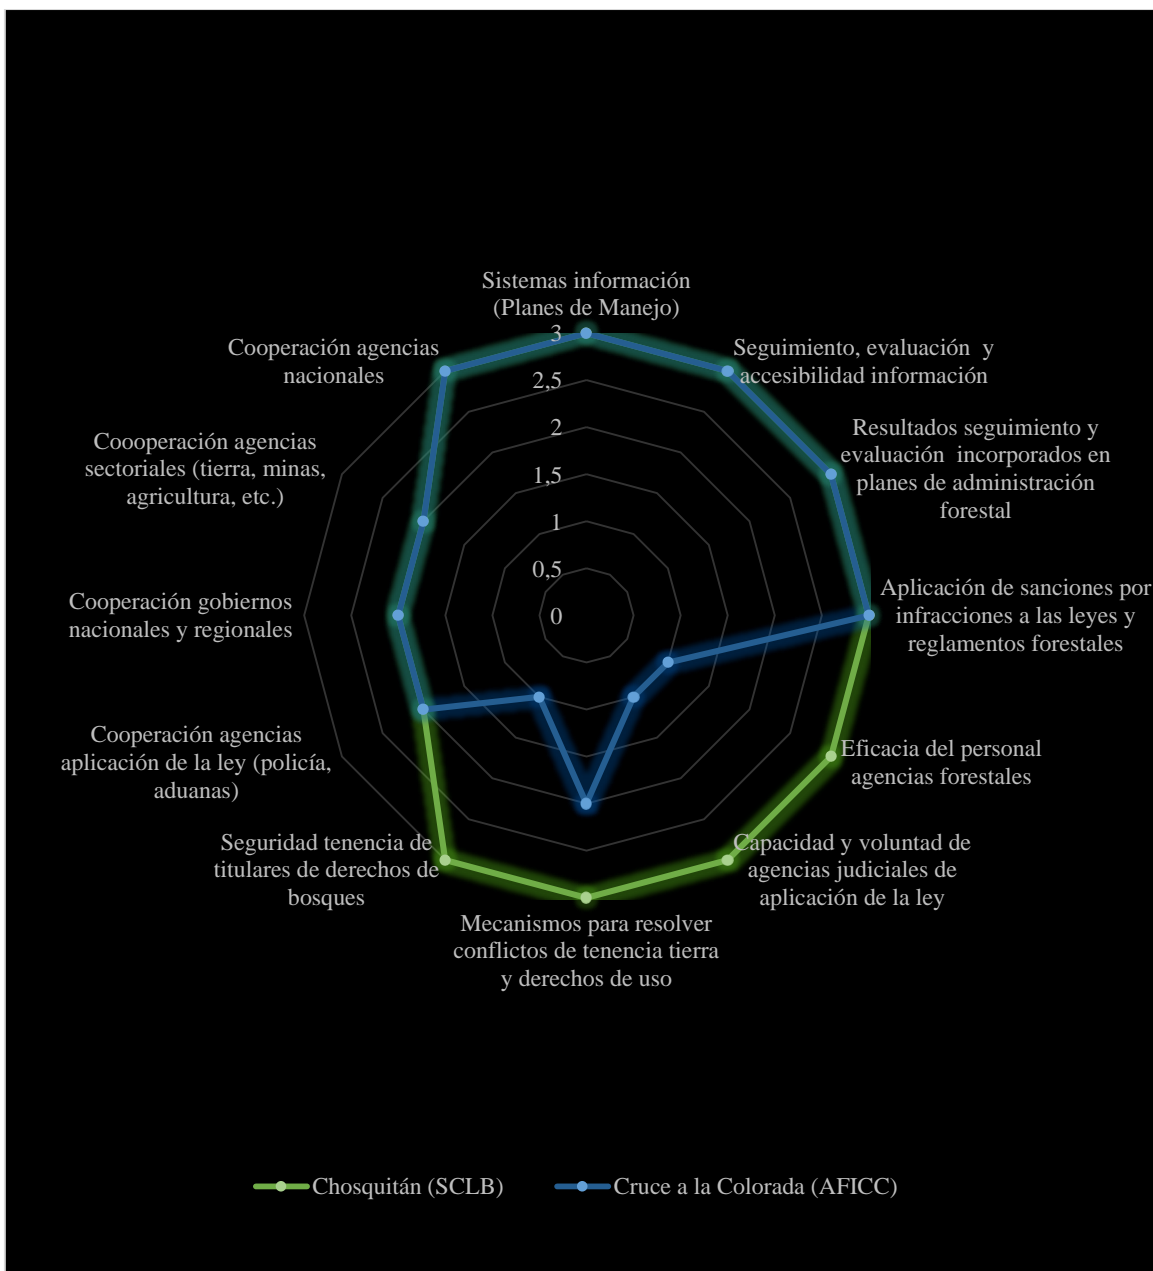 Sistemas información
(Planes de Manejo)
Seguimiento, evaluación  y
accesibilidad información
Resultados seguimiento y
evaluación  incorporados en
planes de administración
forestal
Aplicación de sanciones por
infracciones a las leyes y
reglamentos forestales
Eficacia del personal
agencias forestales
Capacidad y voluntad de
agencias judiciales de
aplicación de la ley
Mecanismos para resolver
conflictos de tenencia tierra
y derechos de uso
Seguridad tenencia de
titulares de derechos de
bosques
Cooperación agencias
aplicación de la ley (policía,
aduanas)
Cooperación gobiernos
nacionales y regionales
Coooperación agencias
sectoriales (tierra, minas,
agricultura, etc.)
Cooperación agencias
nacionales
3
2,5
2
1,5
1
0,5
0
Chosquitán (SCLB)
Cruce a la Colorada (AFICC)